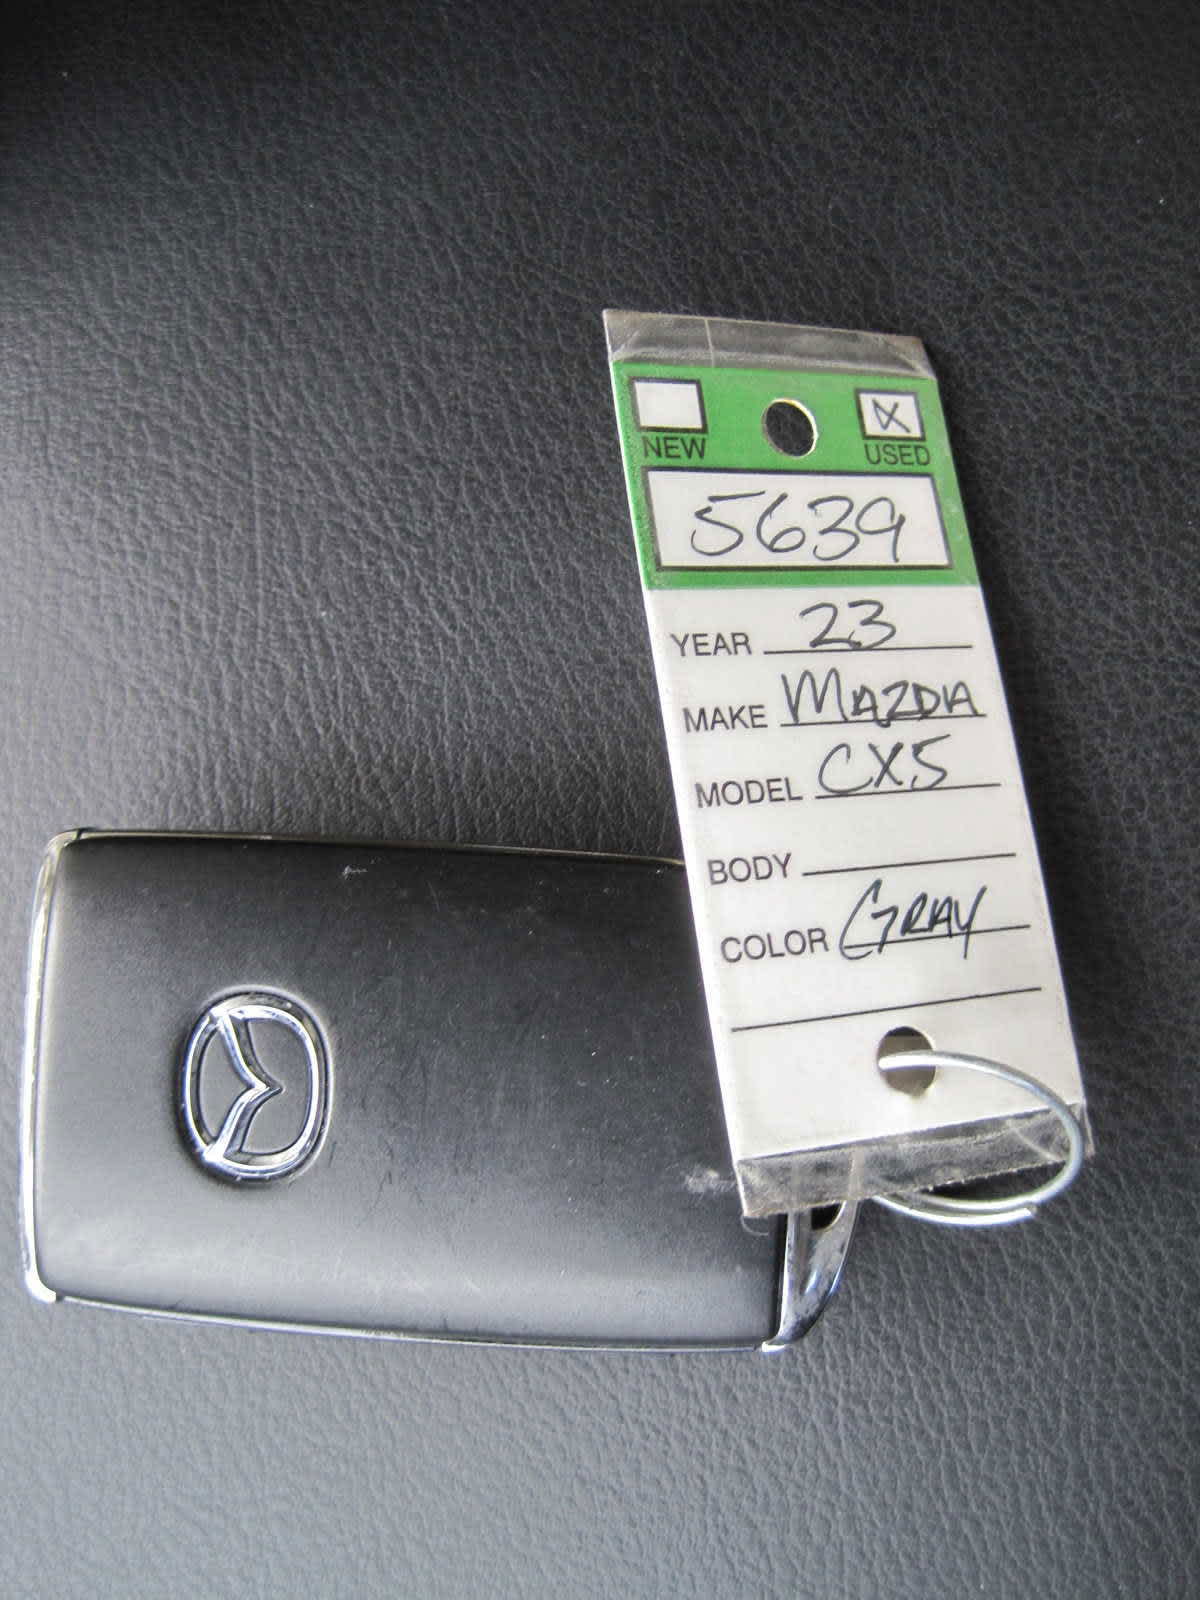 NEW USED
5639
YEAR 23
MAKE MAZDA
MODEL CX5
BODY
COLOR GRAY